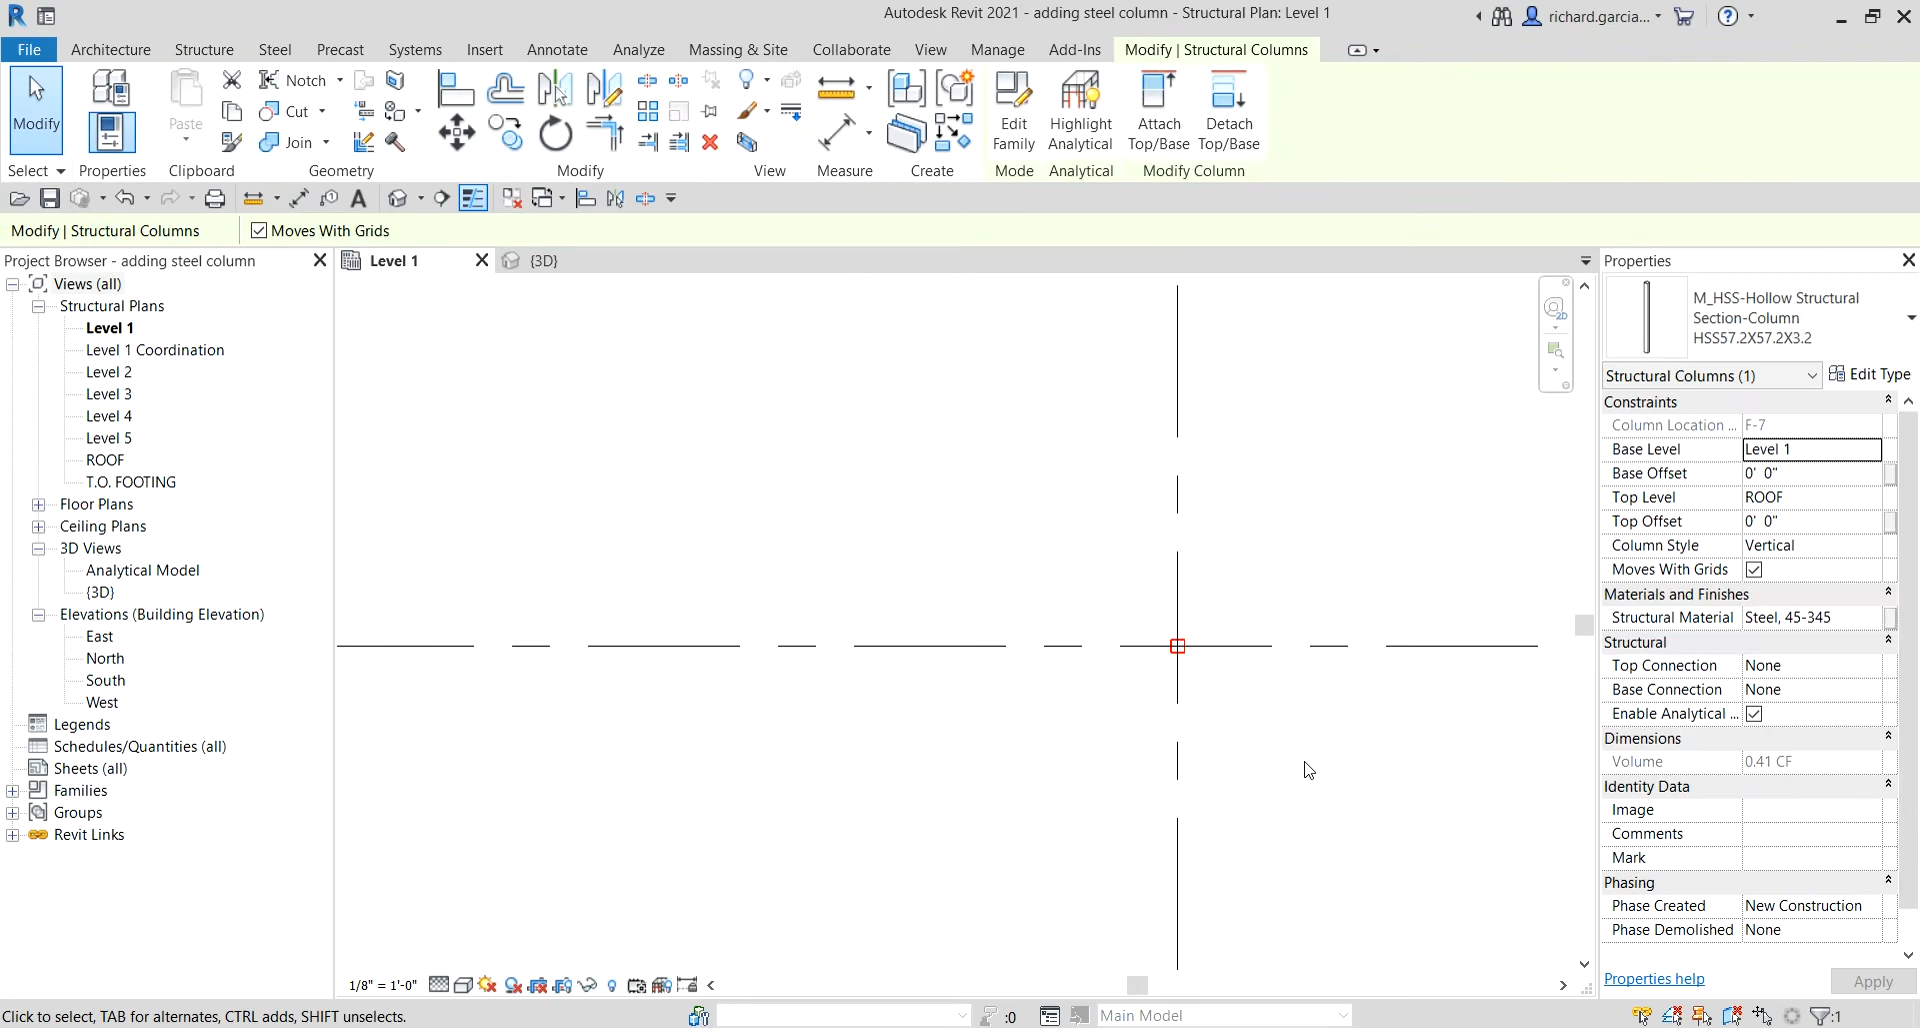 Autodesk Revit 2021 - adding steel column - Structural Plan: Level 1
richard.garcia...
File Architecture Structure Steel Precast Systems Insert Annotate Analyze Massing & Site Collaborate View Manage Add-Ins Modify | Structural Columns
Modify
Paste
Notch
Cut
Join
Edit Family
Highlight Analytical
Attach Top/Base
Detach Top/Base
Select Properties Clipboard Geometry Modify View Measure Create Mode Analytical Modify Column
Modify | Structural Columns Moves With Grids
Project Browser - adding steel column
Views (all)
Structural Plans
Level 1
Level 1 Coordination
Level 2
Level 3
Level 4
Level 5
ROOF
T.O. FOOTING
Floor Plans
Ceiling Plans
3D Views
Analytical Model
{3D}
Elevations (Building Elevation)
East
North
South
West
Legends
Schedules/Quantities (all)
Sheets (all)
Families
Groups
Revit Links
Level 1 {3D}
2D
1/8" = 1'-0"
Properties
M_HSS-Hollow Structural
Section-Column
HSS57.2X57.2X3.2
Structural Columns (1) Edit Type
Constraints
Column Location ... F-7
Base Level Level 1
Base Offset 0' 0"
Top Level ROOF
Top Offset 0' 0"
Column Style Vertical
Moves With Grids
Materials and Finishes
Structural Material Steel, 45-345
Structural
Top Connection None
Base Connection None
Enable Analytical ...
Dimensions
Volume 0.41 CF
Identity Data
Image
Comments
Mark
Phasing
Phase Created New Construction
Phase Demolished None
Properties help Apply
Click to select, TAB for alternates, CTRL adds, SHIFT unselects. :0 Main Model :1